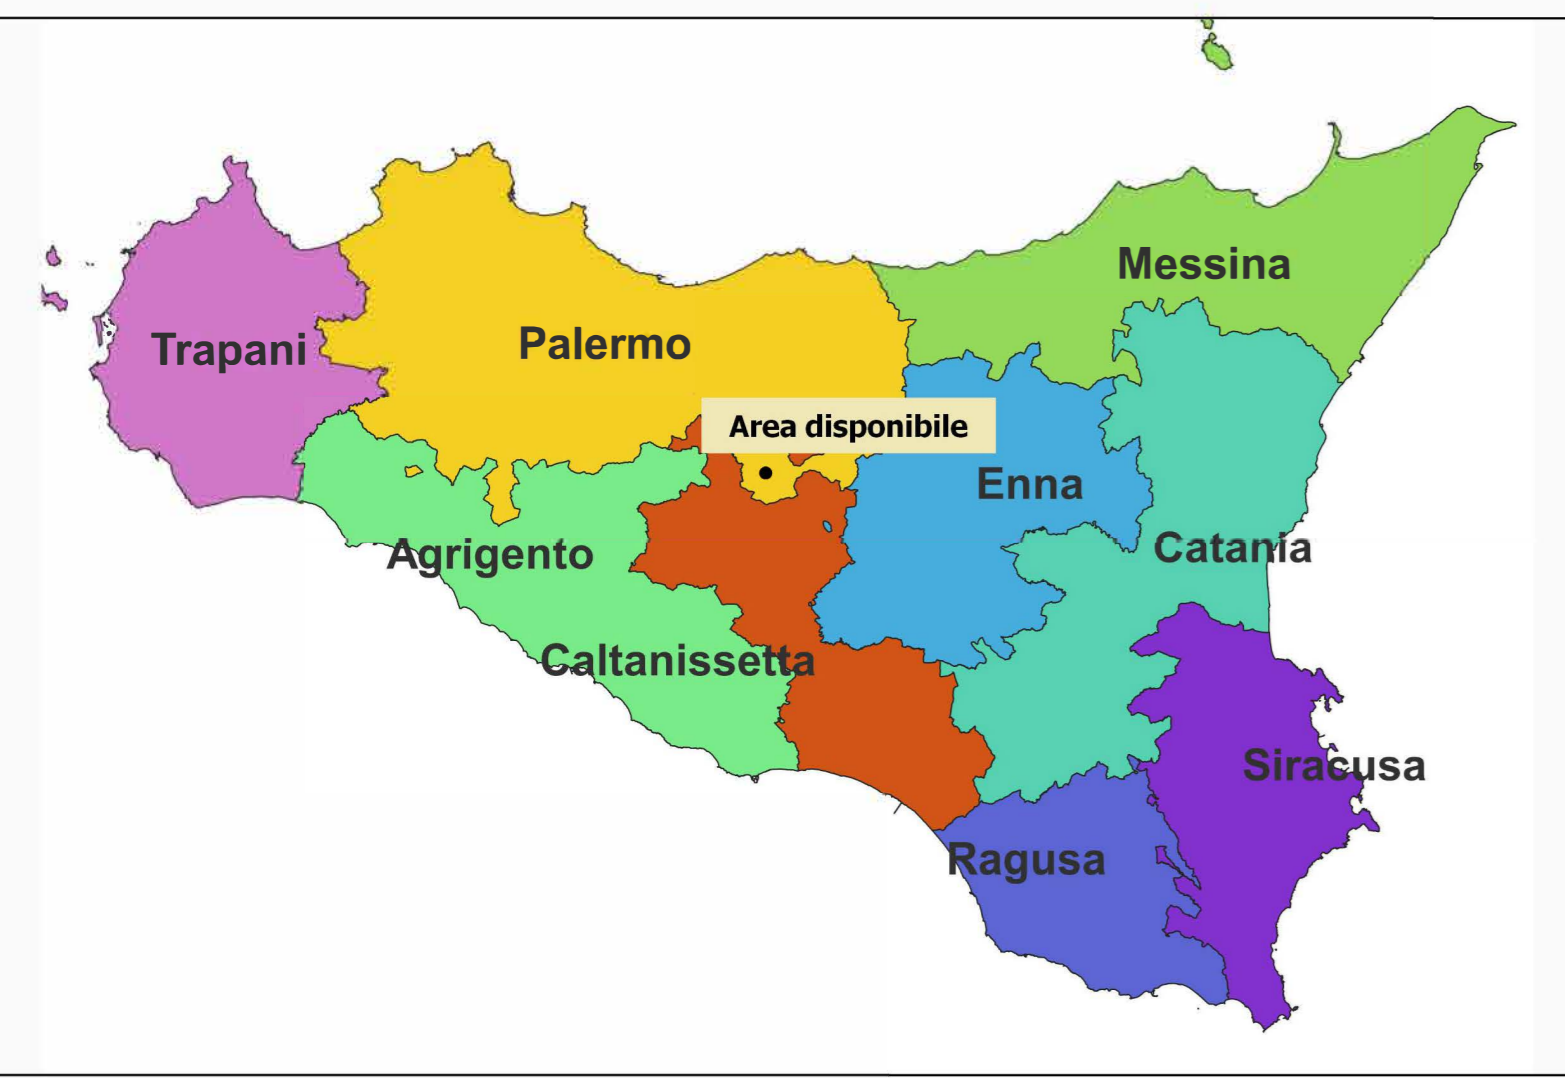 Messina
Trapani
Palermo
Area disponibile
Enna
Agrigento
Catania
Caltanissetta
Siracusa
Ragusa